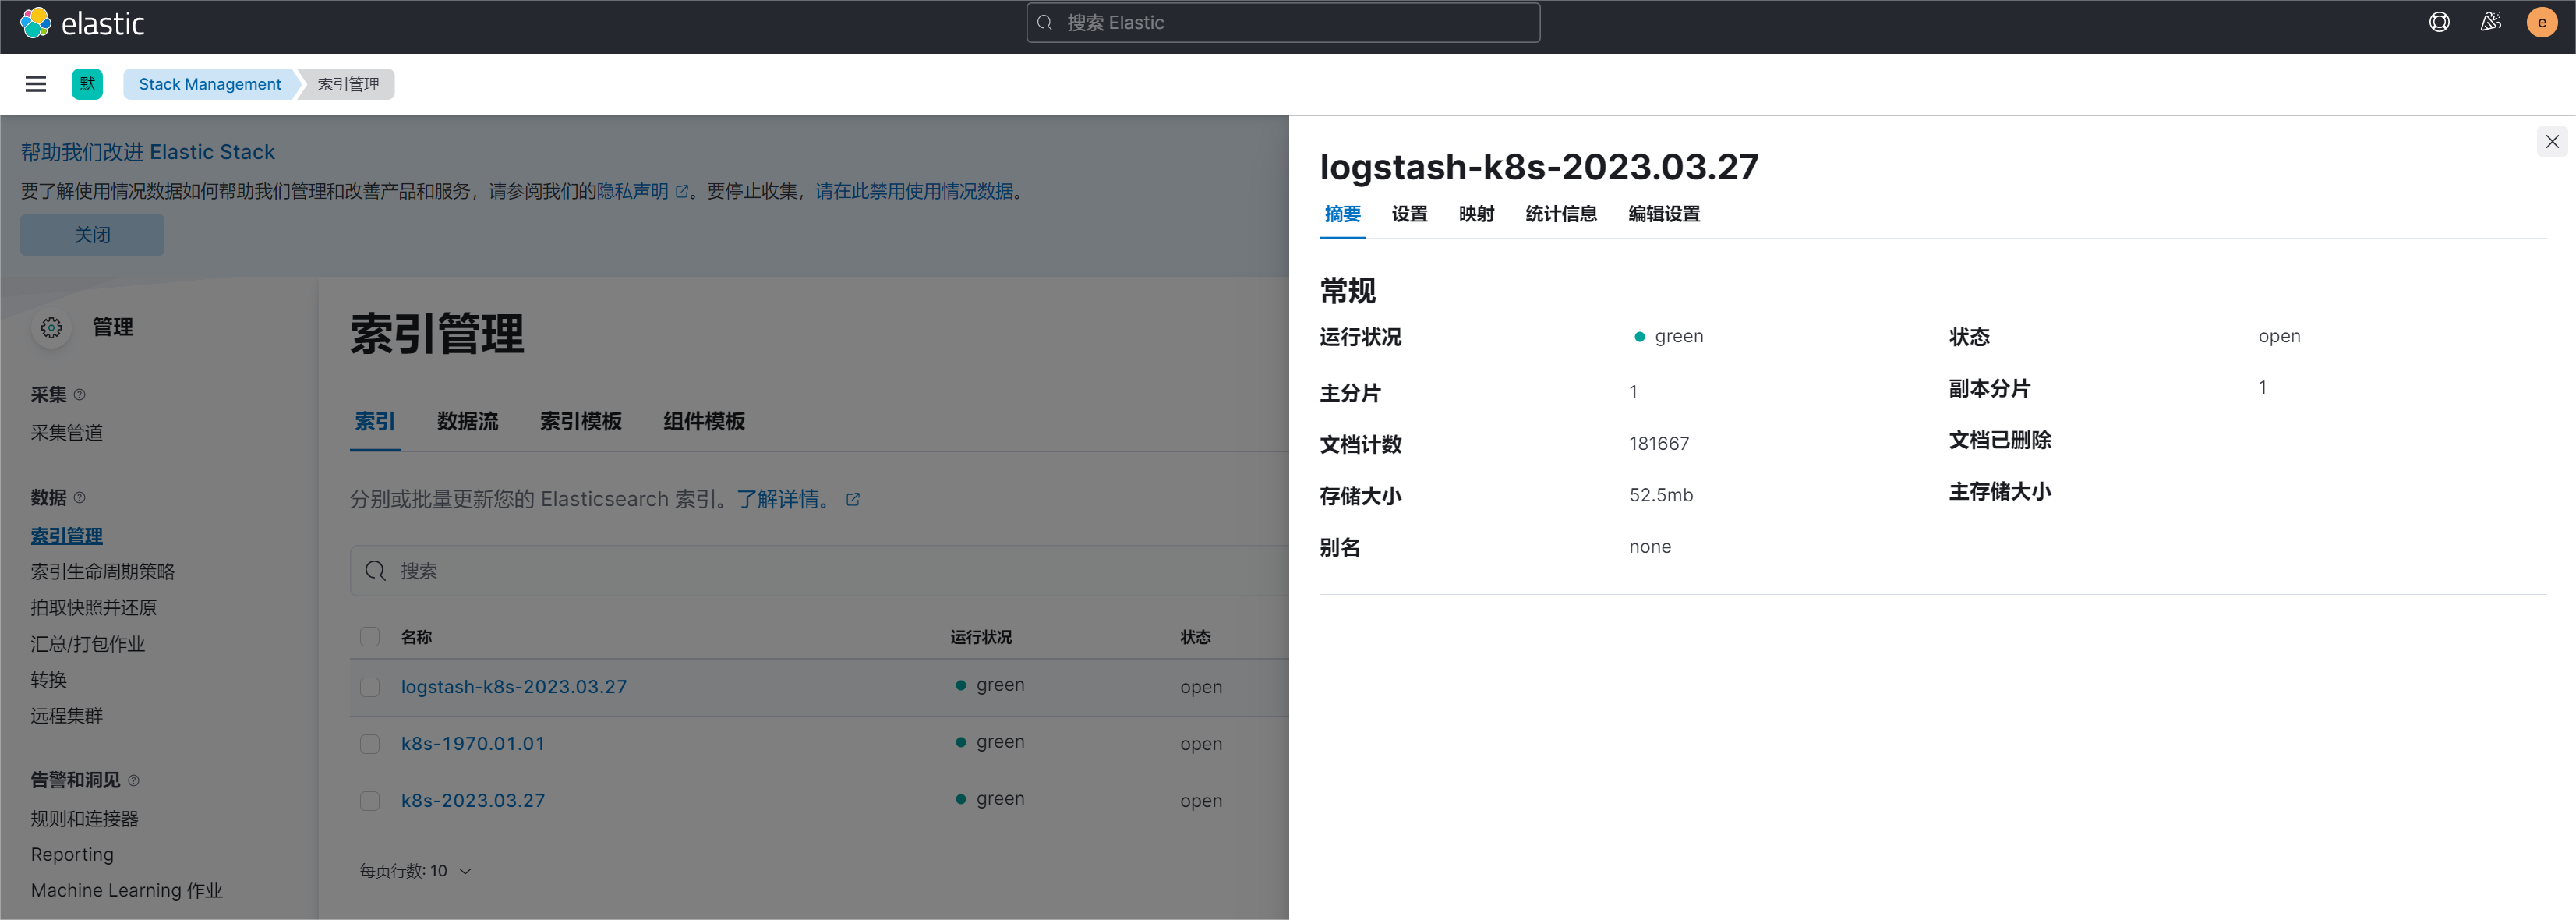 elastic
搜索 Elastic
e
默
Stack Management
索引管理
帮助我们改进 Elastic Stack
要了解使用情况数据如何帮助我们管理和改善产品和服务，请参阅我们的隐私声明。要停止收集，请在此禁用使用情况数据。
关闭
管理
采集
采集管道
数据
索引管理
索引生命周期策略
拍取快照并还原
汇总/打包作业
转换
远程集群
告警和洞见
规则和连接器
Reporting
Machine Learning 作业
索引管理
索引 数据流 索引模板 组件模板
分别或批量更新您的 Elasticsearch 索引。了解详情。
搜索
名称 运行状况 状态
logstash-k8s-2023.03.27 green open
k8s-1970.01.01 green open
k8s-2023.03.27 green open
每页行数: 10
logstash-k8s-2023.03.27
摘要 设置 映射 统计信息 编辑设置
常规
运行状况 green 状态 open
主分片 1 副本分片 1
文档计数 181667 文档已删除
存储大小 52.5mb 主存储大小
别名 none